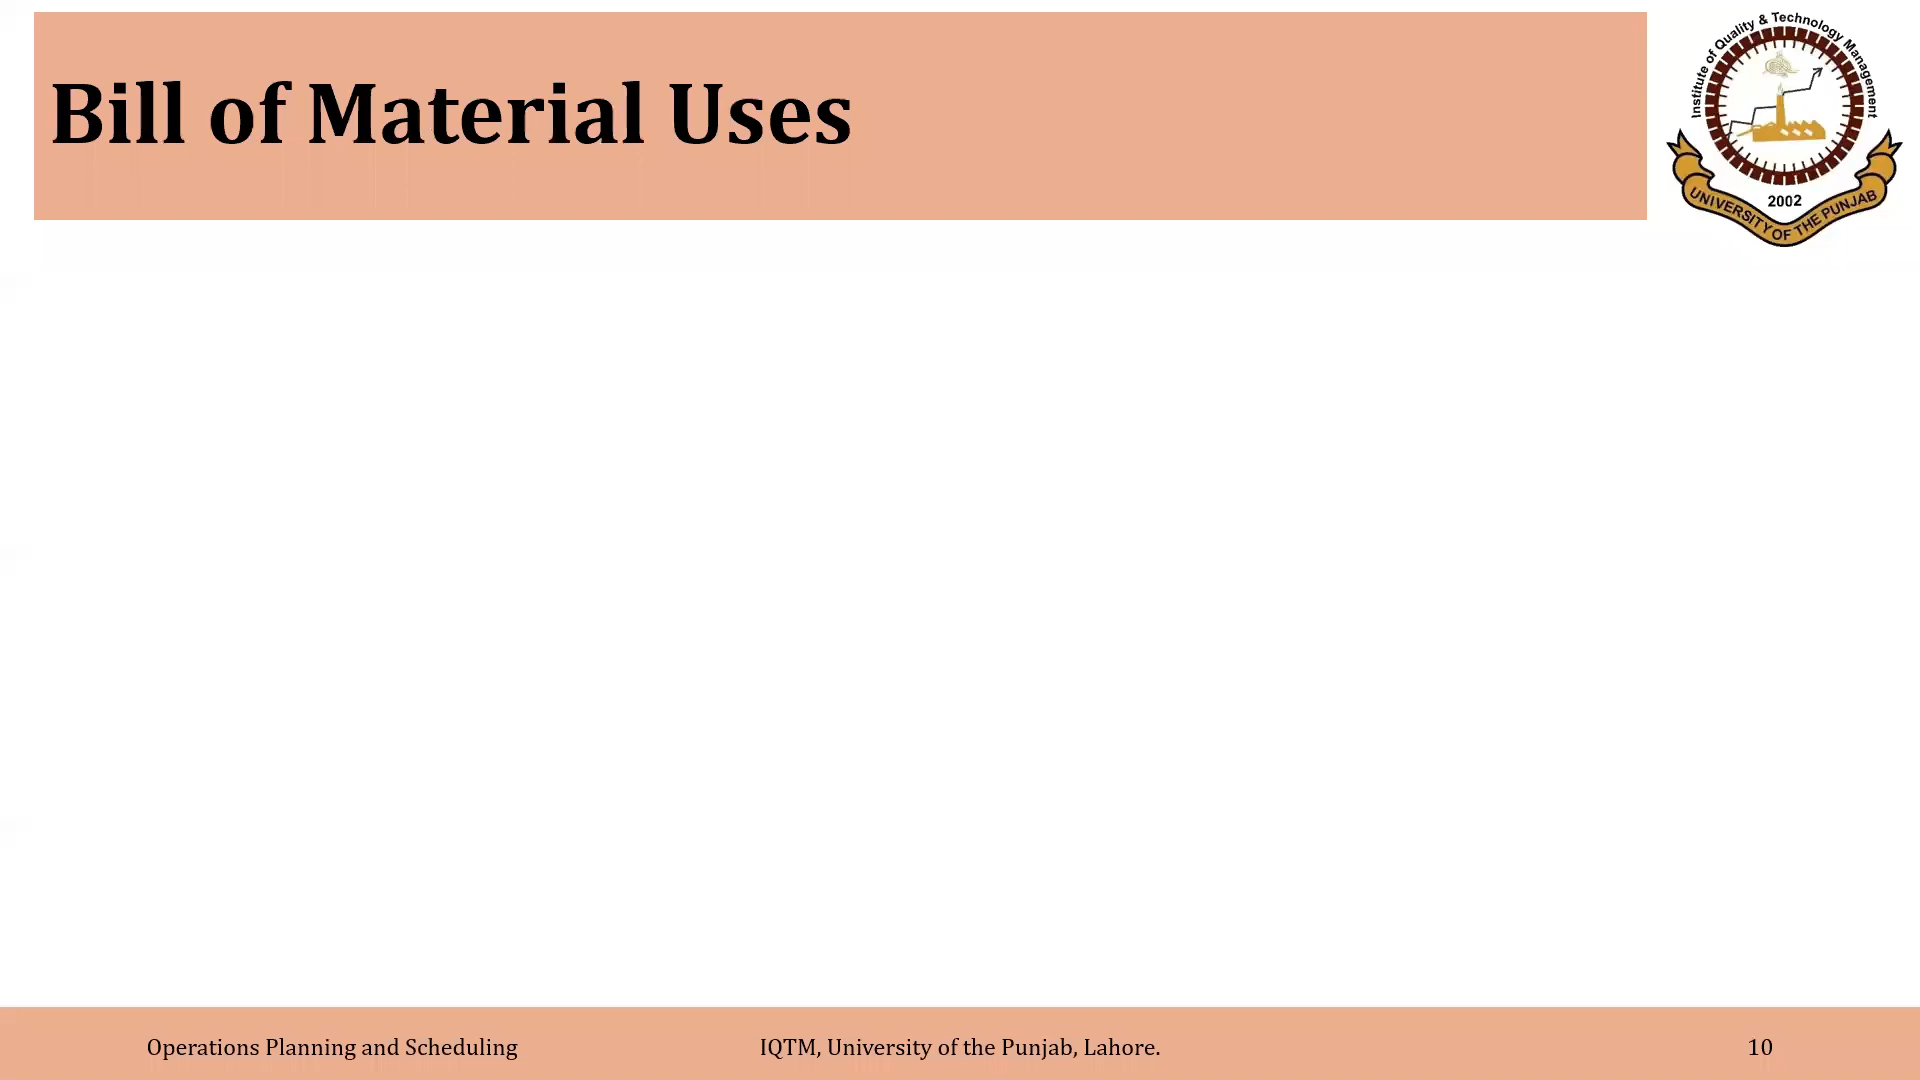 Bill of Material Uses
Institute of Quality & Technology Management
2002
UNIVERSITY OF THE PUNJAB
Operations Planning and Scheduling
IQTM, University of the Punjab, Lahore.
10